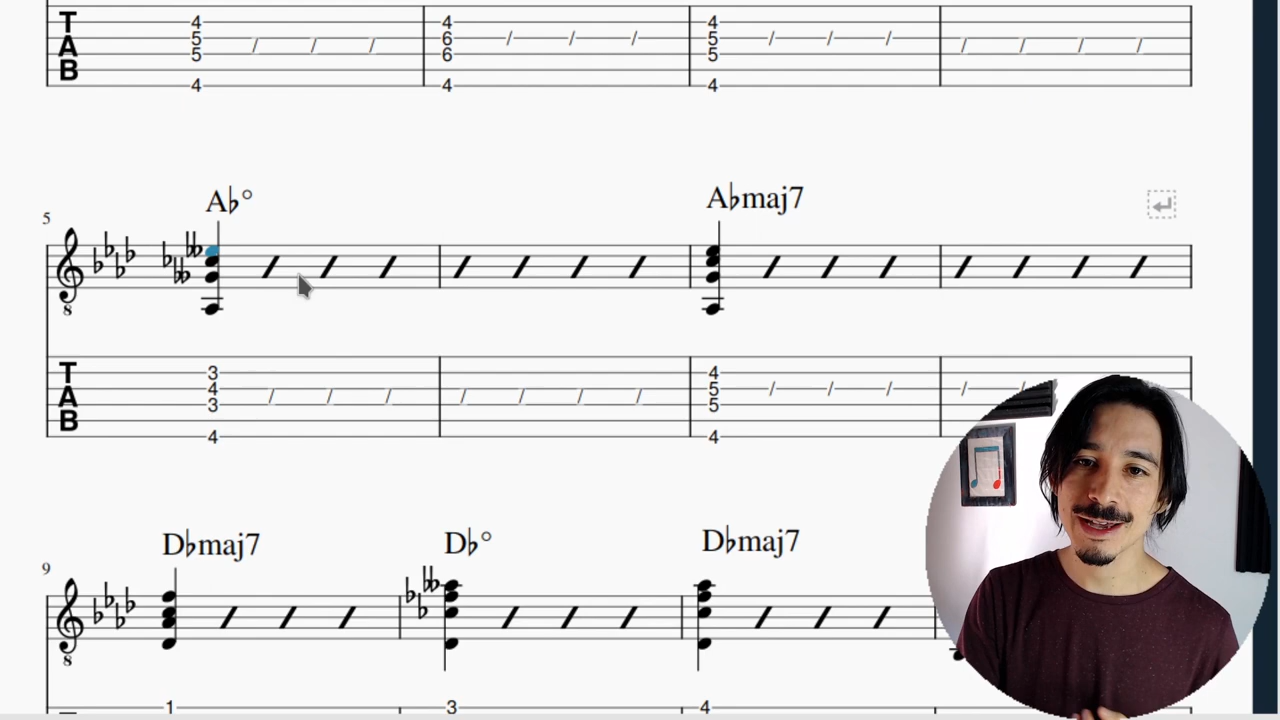 T A B 4 5 5 4 4 6 6 4 4 5 5 4
A♭° A♭maj7
5
8
T A B 3 4 3 4 4 5 5 4
D♭maj7 D♭° D♭maj7
9
8
1 3 4